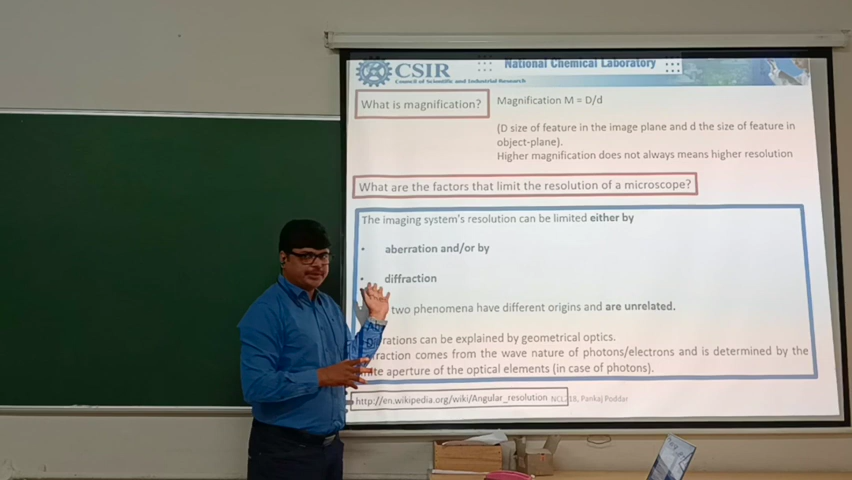 CSIR
Council of Scientific and Industrial Research
National Chemical Laboratory
What is magnification?
Magnification M = D/d
(D size of feature in the image plane and d the size of feature in
object-plane).
Higher magnification does not always means higher resolution
What are the factors that limit the resolution of a microscope?
The imaging system's resolution can be limited either by
• aberration and/or by
• diffraction
two phenomena have different origins and are unrelated.
Ab
rrations can be explained by geometrical optics.
D raction comes from the wave nature of photons/electrons and is determined by the
aperture of the optical elements (in case of photons).
http://en.wikipedia.org/wiki/Angular_resolution
Pankaj Poddar